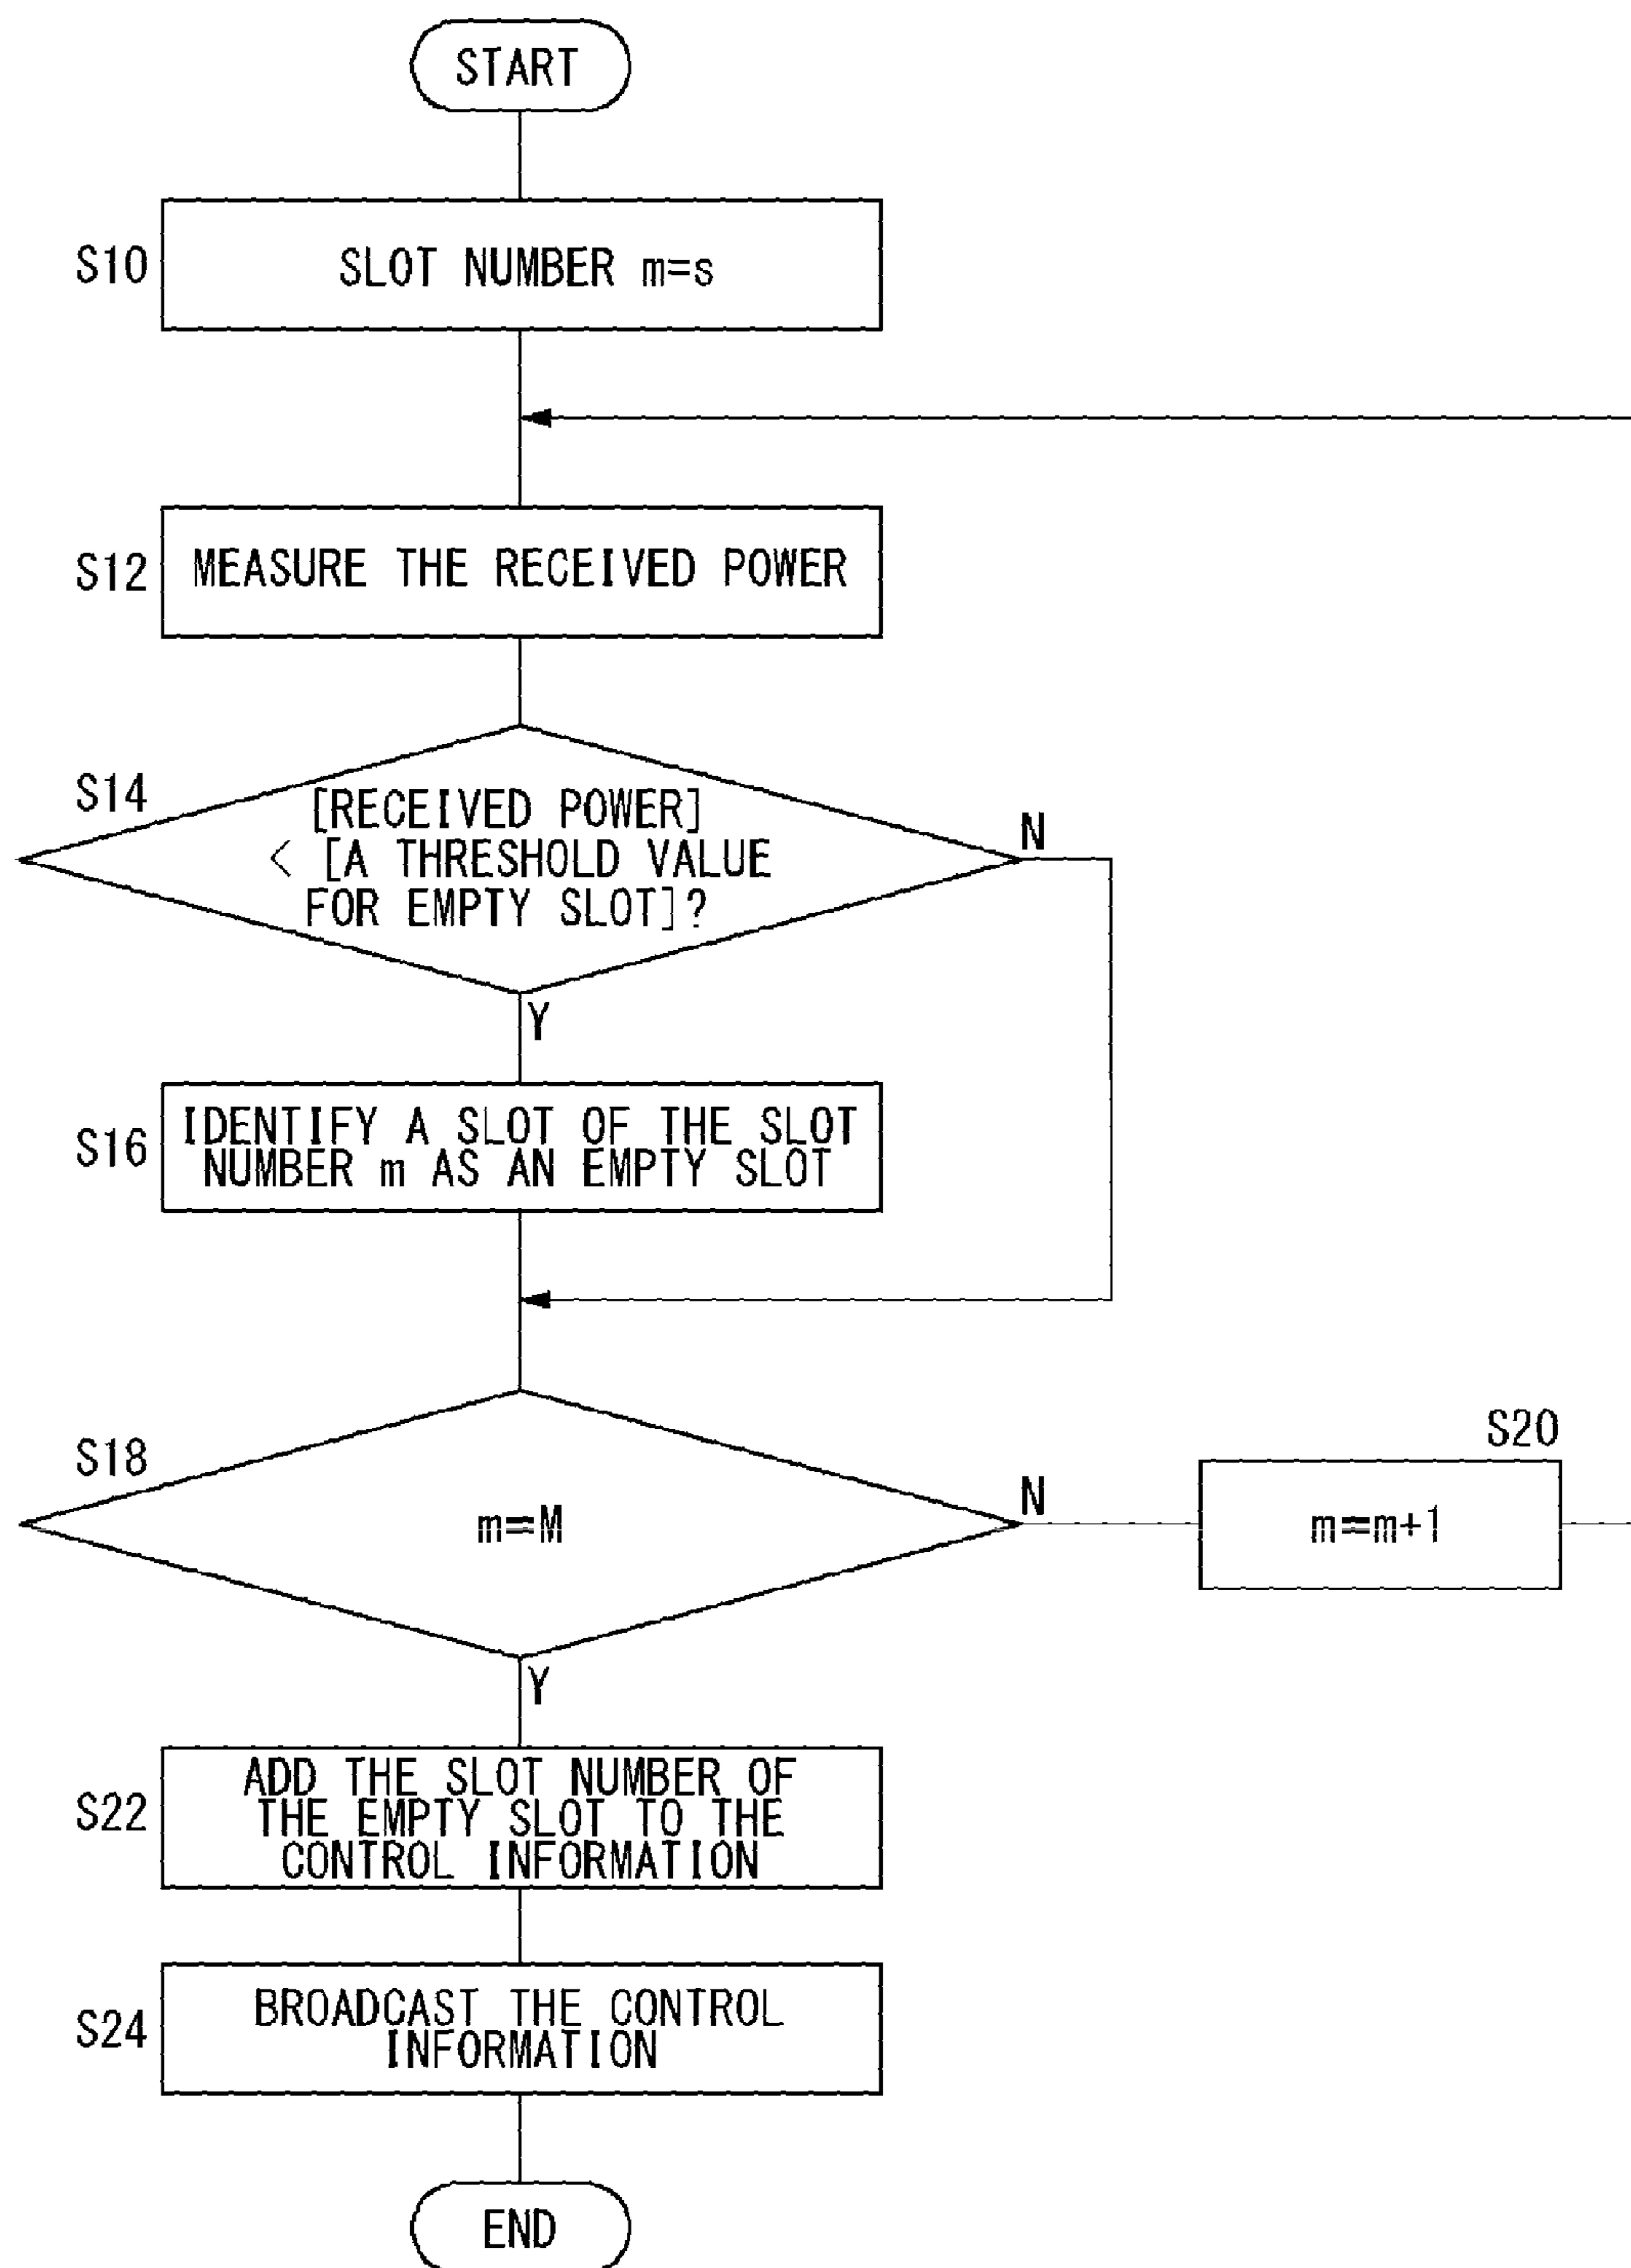 START
S10
SLOT NUMBER m=s
S12
MEASURE THE RECEIVED POWER
S14
[RECEIVED POWER]
< [A THRESHOLD VALUE
FOR EMPTY SLOT]?
N
Y
S16
IDENTIFY A SLOT OF THE SLOT
NUMBER m AS AN EMPTY SLOT
S18
m=M
N
S20
m=m+1
Y
S22
ADD THE SLOT NUMBER OF
THE EMPTY SLOT TO THE
CONTROL INFORMATION
S24
BROADCAST THE CONTROL
INFORMATION
END